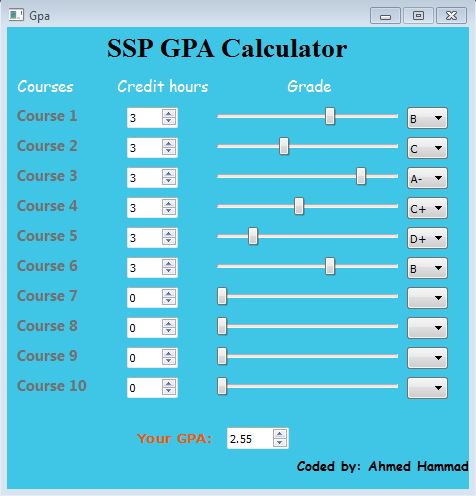 Gpa
SSP GPA Calculator
Courses Credit hours Grade
Course 1 3 B
Course 2 3 C
Course 3 3 A-
Course 4 3 C+
Course 5 3 D+
Course 6 3 B
Course 7 0
Course 8 0
Course 9 0
Course 10 0
Your GPA: 2.55
Coded by: Ahmed Hammad